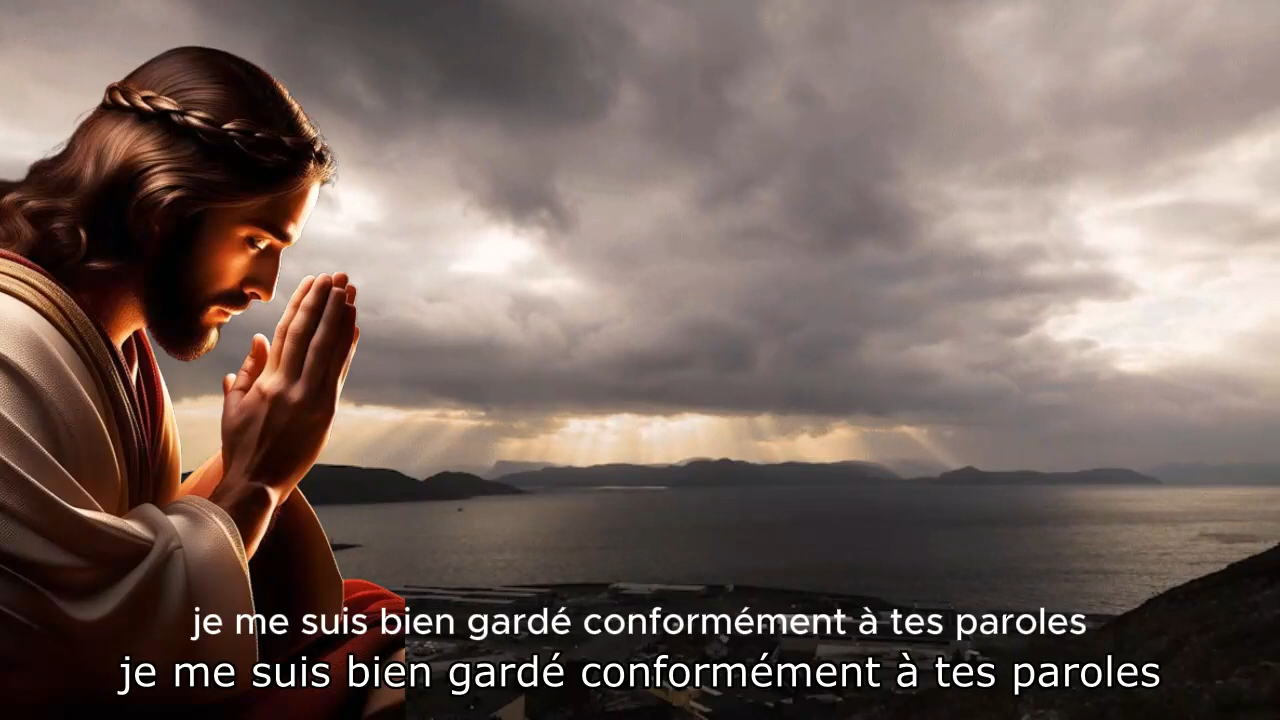 je me suis bien gardé conformément à tes paroles
je me suis bien gardé conformément à tes paroles